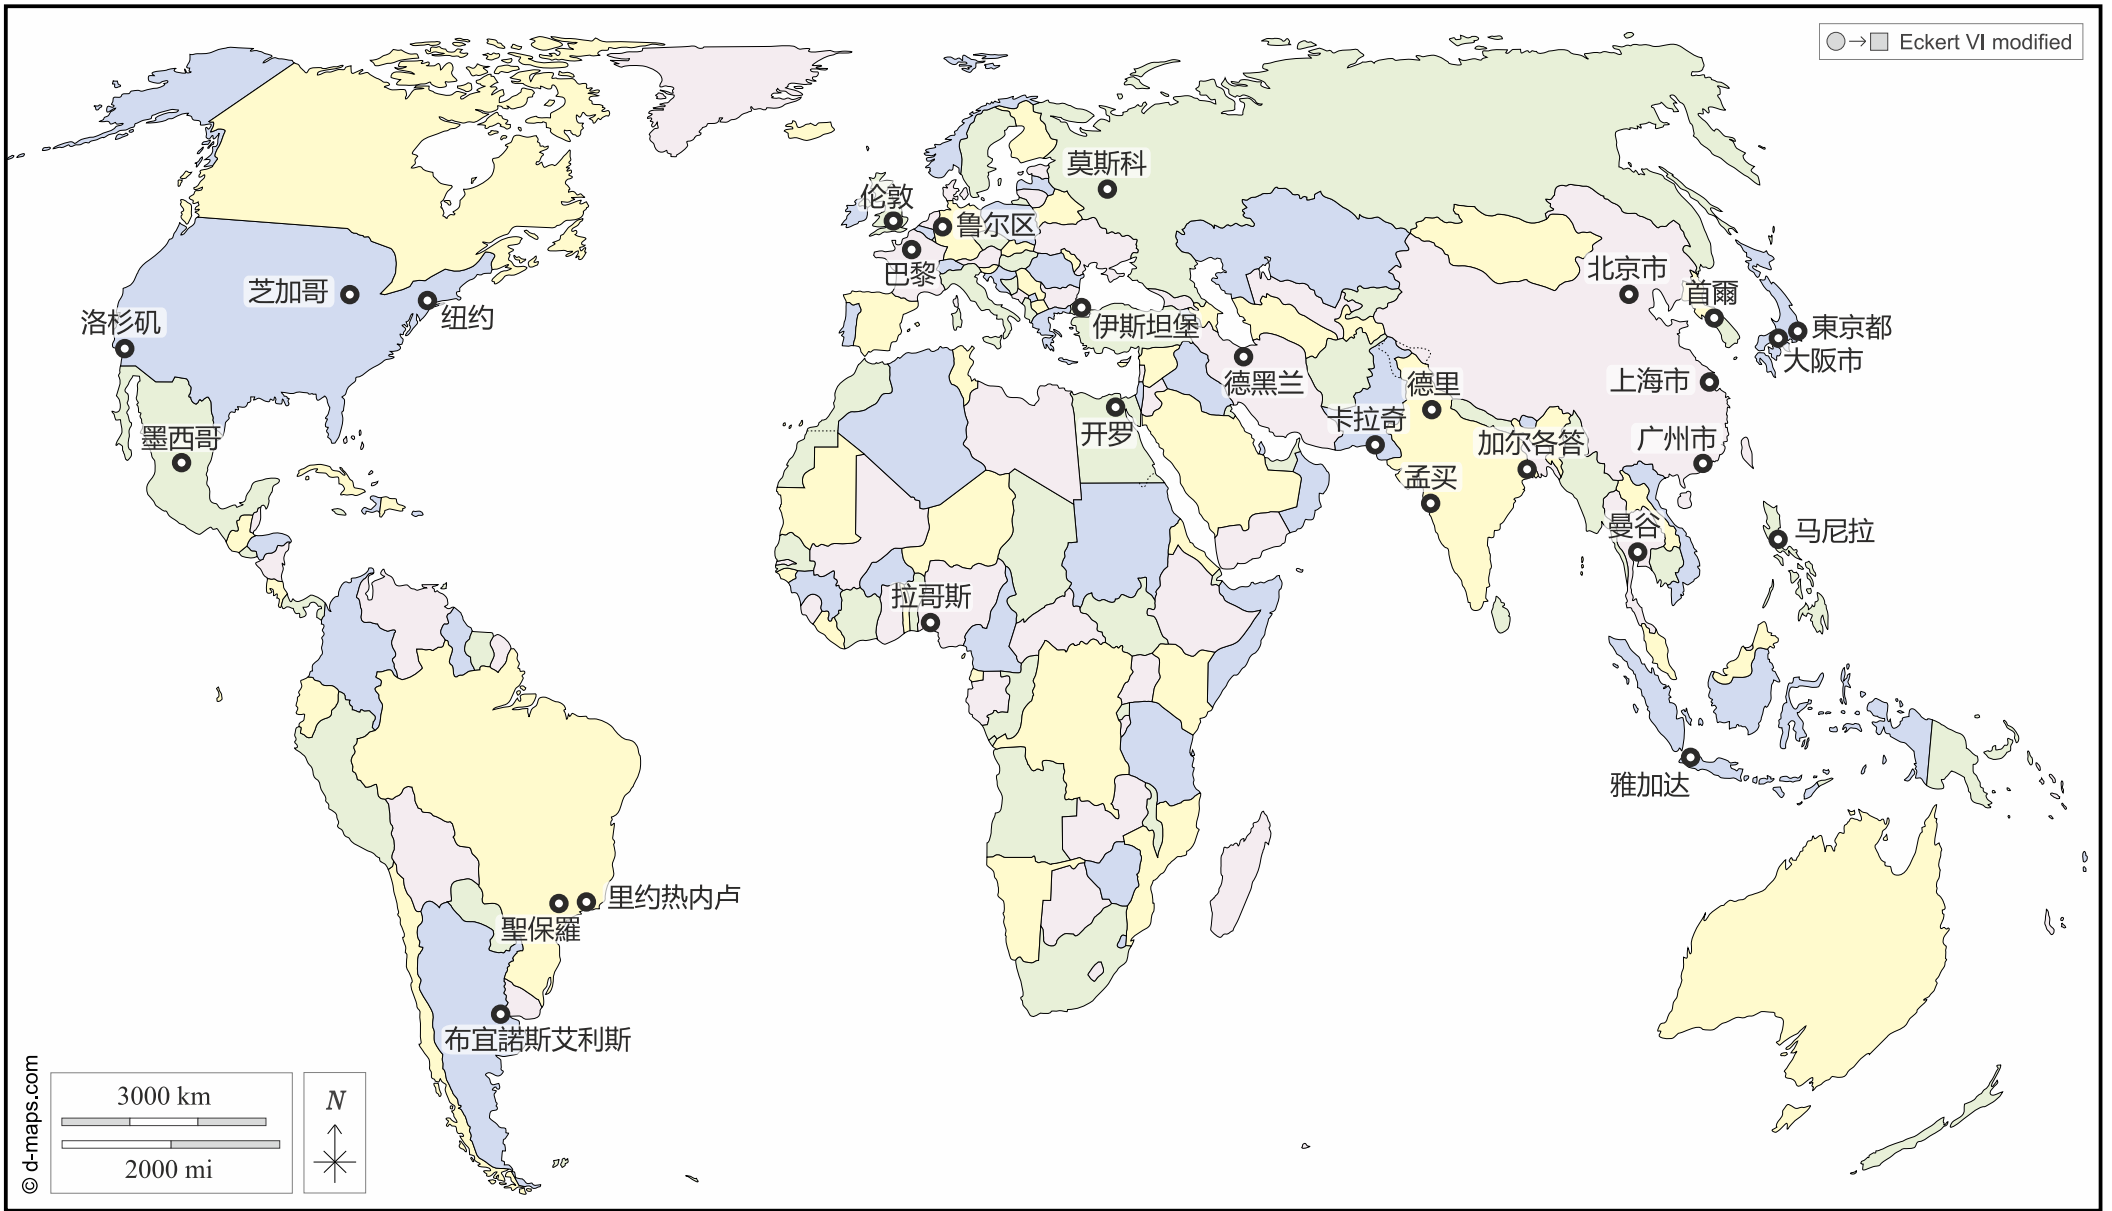 Eckert VI modified
莫斯科
伦敦
鲁尔区
巴黎
北京市
芝加哥
首爾
纽约
洛杉矶
伊斯坦堡
東京都
大阪市
德黑兰
德里
上海市
卡拉奇
开罗
墨西哥
加尔各答
广州市
孟买
曼谷
马尼拉
拉哥斯
雅加达
里约热内卢
聖保羅
布宜諾斯艾利斯
3000 km
2000 mi
N
© d-maps.com